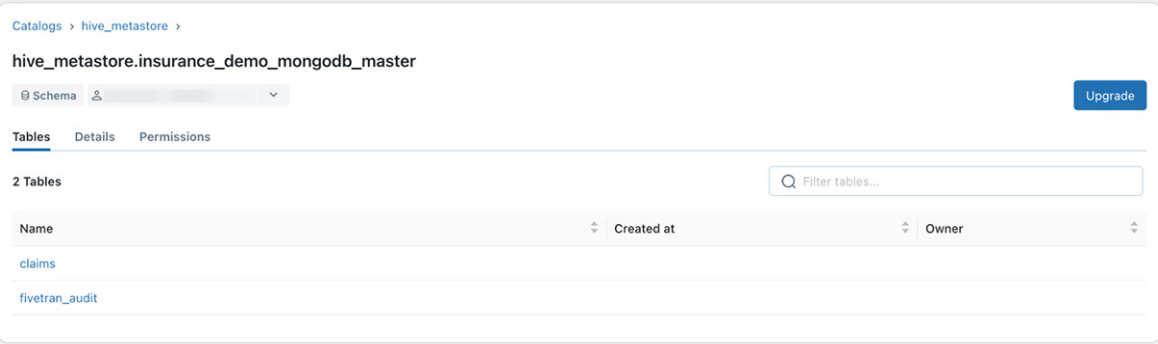 Catalogs > hive_metastore >
hive_metastore.insurance_demo_mongodb_master
Schema
Upgrade
Tables Details Permissions
2 Tables
Filter tables...
Name Created at Owner
claims
fivetran_audit